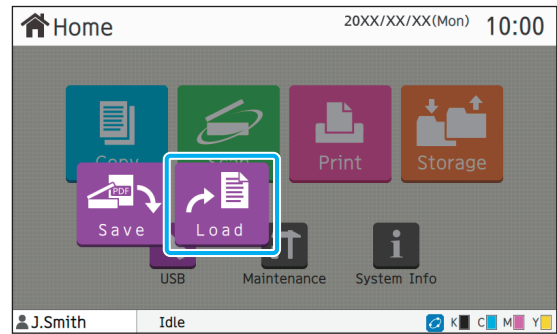 Home
20XX/XX/XX(Mon) 10:00
Copy
Scan
Print
Storage
PDF
Save
Load
USB
Maintenance
System Info
J.Smith
Idle
K C M Y